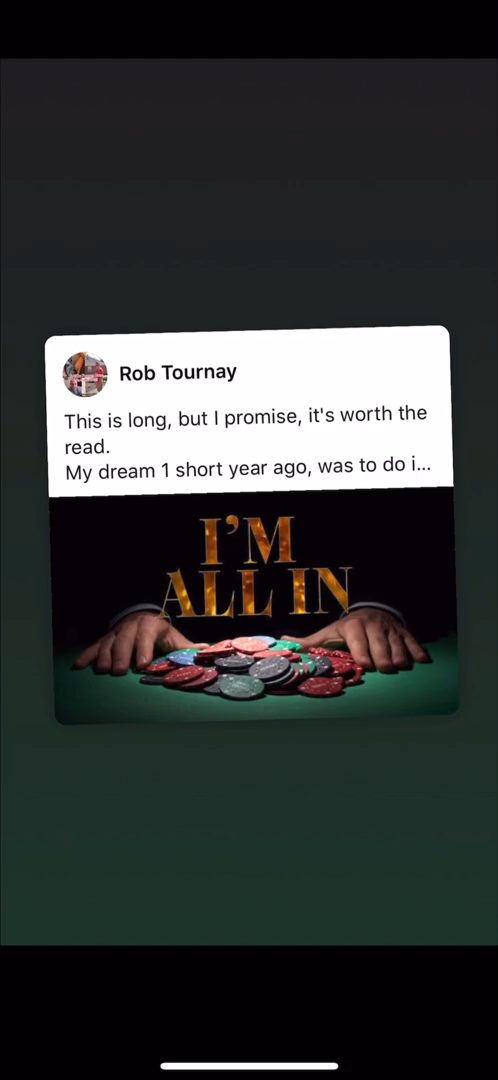 Rob Tournay
This is long, but I promise, it's worth the
read.
My dream 1 short year ago, was to do i...
I'M
ALL IN